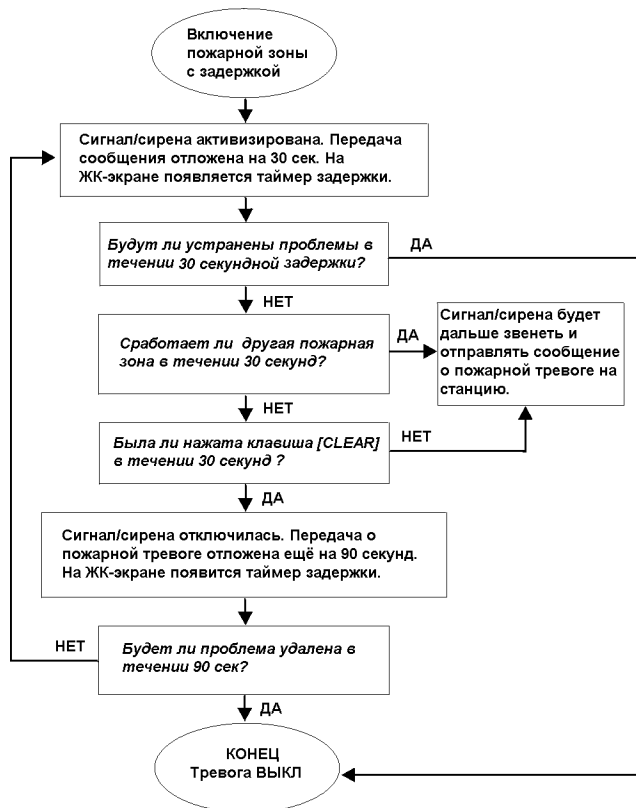 Включение
пожарной зоны
с задержкой
Сигнал/сирена активизирована. Передача
сообщения отложена на 30 сек. На
ЖК-экране появляется таймер задержки.
Будут ли устранены проблемы в
течении 30 секундной задержки?
ДА
НЕТ
Сработает ли другая пожарная
зона в течении 30 секунд?
ДА
Сигнал/сирена будет
дальше звенеть и
отправлять сообщение
о пожарной тревоге на
станцию.
НЕТ
Была ли нажата клавиша [CLEAR]
в течении 30 секунд ?
НЕТ
ДА
Сигнал/сирена отключилась. Передача о
пожарной тревоге отложена ещё на 90 секунд.
На ЖК-экране появится таймер задержки.
НЕТ
Будет ли проблема удалена в
течении 90 сек?
ДА
КОНЕЦ
Тревога ВЫКЛ